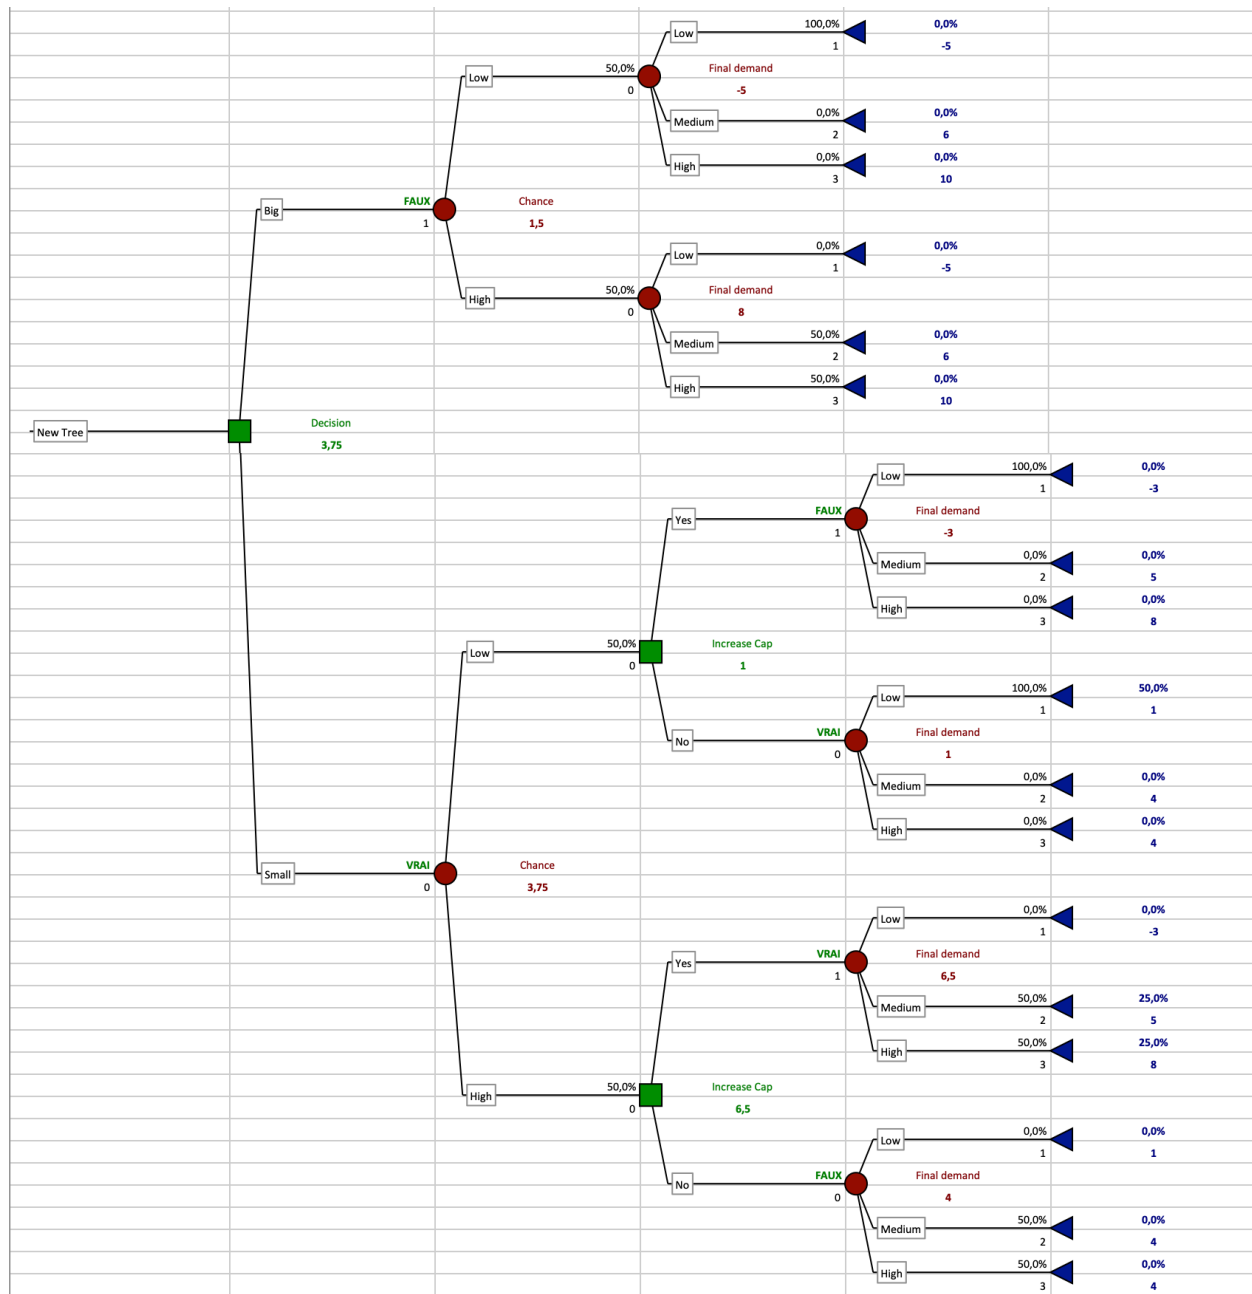 100,0% 0,0%
Low
1 -5
50,0% Final demand
Low
0 -5
0,0% 0,0%
Medium
2 6
0,0% 0,0%
High
3 10
FAUX Chance
Big
1 1,5
0,0% 0,0%
Low
1 -5
50,0% Final demand
High
0 8
50,0% 0,0%
Medium
2 6
50,0% 0,0%
High
3 10
Decision
New Tree
3,75
100,0% 0,0%
Low
1 -3
FAUX Final demand
Yes
1 -3
0,0% 0,0%
Medium
2 5
0,0% 0,0%
High
3 8
50,0% Increase Cap
Low
0 1
100,0% 50,0%
Low
1 1
VRAI Final demand
No
0 1
0,0% 0,0%
Medium
2 4
0,0% 0,0%
High
3 4
VRAI Chance
Small
0 3,75
0,0% 0,0%
Low
1 -3
VRAI Final demand
Yes
1 6,5
50,0% 25,0%
Medium
2 5
50,0% 25,0%
High
3 8
50,0% Increase Cap
High
0 6,5
0,0% 0,0%
Low
1 1
FAUX Final demand
No
0 4
50,0% 0,0%
Medium
2 4
50,0% 0,0%
High
3 4